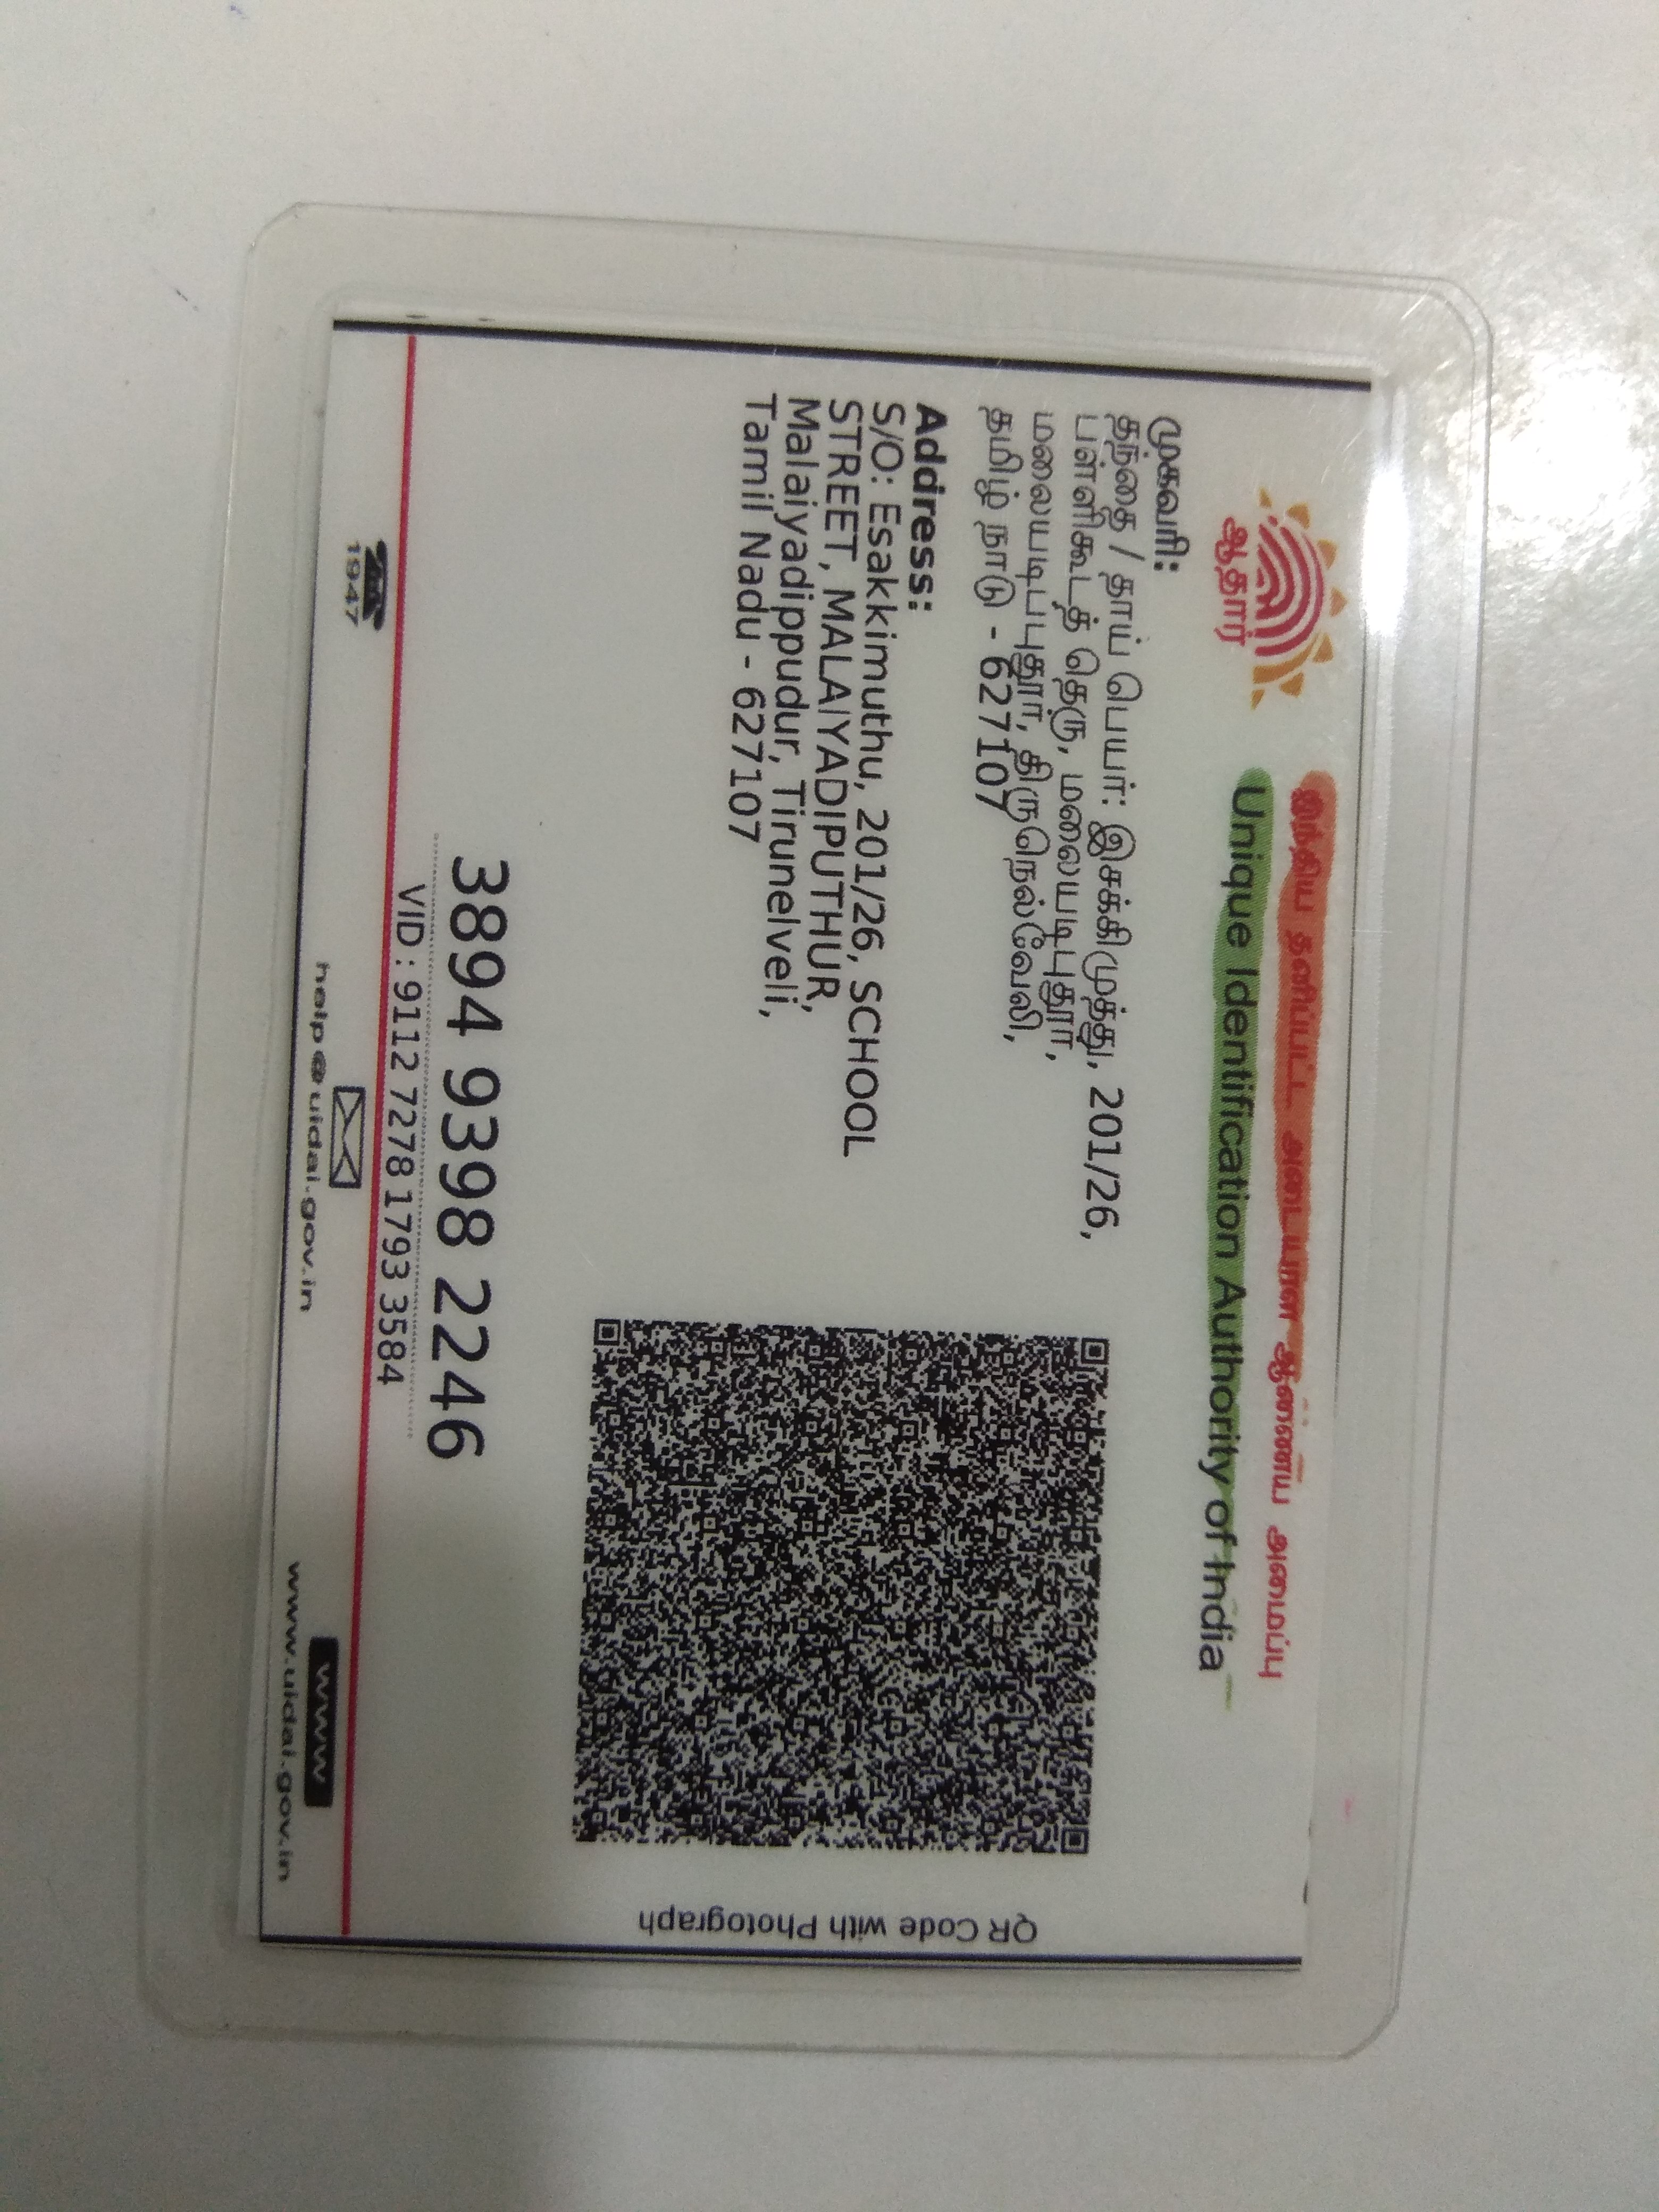 ஆதார்
இந்திய தனிப்பட்ட அடையாள ஆணைய அமைப்பு
Unique Identification Authority of India
முகவரி:
தந்தை / தாய் பெயர்: இசக்கிமுத்து, 201/26,
பள்ளிகூடத் தெரு, மலையடிபுதூர்,
மலையடிபபுதூர், திருநெல்வேலி,
தமிழ் நாடு - 627107
Address:
S/O: Esakkimuthu, 201/26, SCHOOL
STREET, MALAIYADIPUTHUR,
Malaiyadippudur, Tirunelveli,
Tamil Nadu - 627107
QR Code with Photograph
3894 9398 2246
VID : 9112 7278 1793 3584
1947
help@uidai.gov.in
www
www.uidai.gov.in